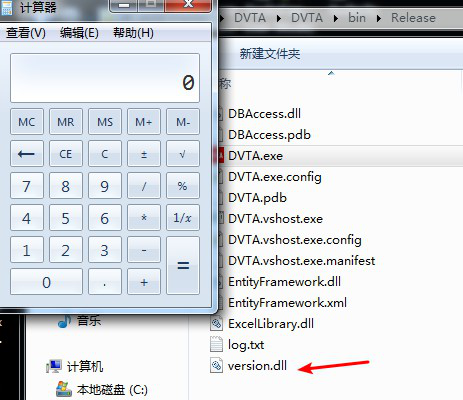 计算器
查看(V) 编辑(E) 帮助(H)
0
MC MR MS M+ M-
← CE C ± √
7 8 9 / %
4 5 6 * 1/x
1 2 3 - =
0 . +
DVTA DVTA bin Release
新建文件夹
DBAccess.dll
DBAccess.pdb
DVTA.exe
DVTA.exe.config
DVTA.pdb
DVTA.vshost.exe
DVTA.vshost.exe.config
DVTA.vshost.exe.manifest
EntityFramework.dll
EntityFramework.xml
ExcelLibrary.dll
log.txt
version.dll
音乐
计算机
本地磁盘 (C:)